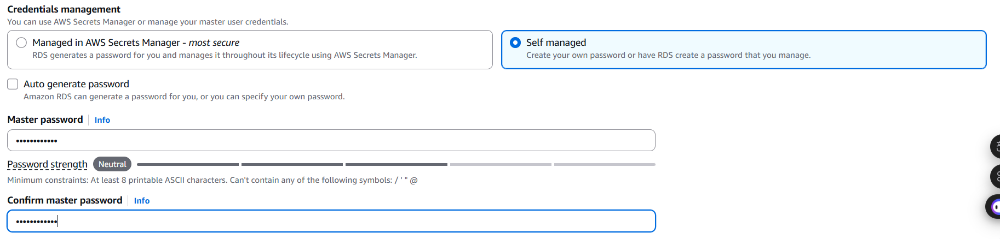 Credentials management
You can use AWS Secrets Manager or manage your master user credentials.
Managed in AWS Secrets Manager - most secure
RDS generates a password for you and manages it throughout its lifecycle using AWS Secrets Manager.
Self managed
Create your own password or have RDS create a password that you manage.
Auto generate password
Amazon RDS can generate a password for you, or you can specify your own password.
Master password Info
••••••••••••
Password strength Neutral
Minimum constraints: At least 8 printable ASCII characters. Can't contain any of the following symbols: / ' " @
Confirm master password Info
••••••••••••